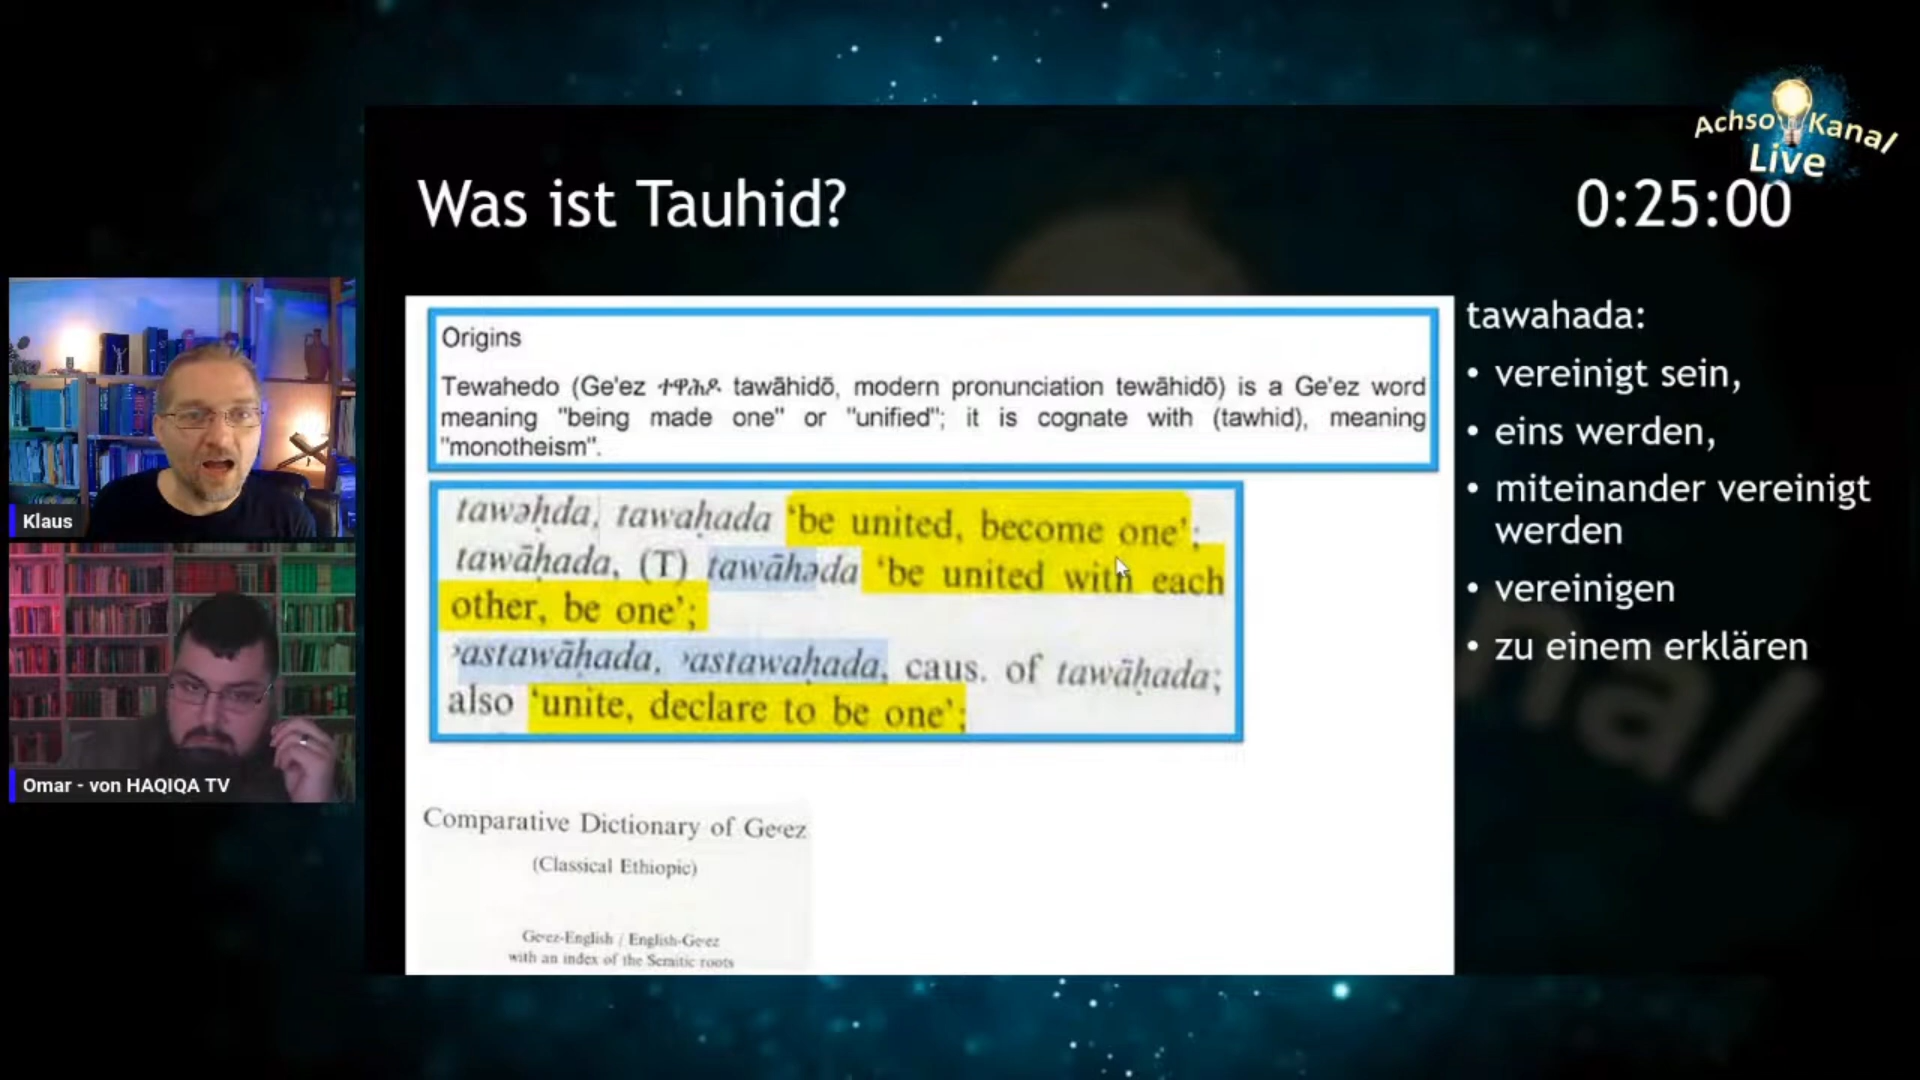 Achso Kanal
Live
Was ist Tauhid?
0:25:00
Origins
Tewahedo (Ge'ez ተዋሕዶ tawāhidō, modern pronunciation tewāhidō) is a Ge'ez word
meaning "being made one" or "unified"; it is cognate with (tawhid), meaning
"monotheism".
tawəḥda, tawaḥada ‘be united, become one’;
tawāḥada, (T) tawāhəda ‘be united with each
other, be one’;
ʾastawāḥada, ʾastawaḥada, caus. of tawāḥada;
also ‘unite, declare to be one’;
Comparative Dictionary of Geʿez
(Classical Ethiopic)
Geʿez-English / English-Geʿez
with an index of the Semitic roots
tawahada:
• vereinigt sein,
• eins werden,
• miteinander vereinigt
werden
• vereinigen
• zu einem erklären
Klaus
Omar - von HAQIQA TV